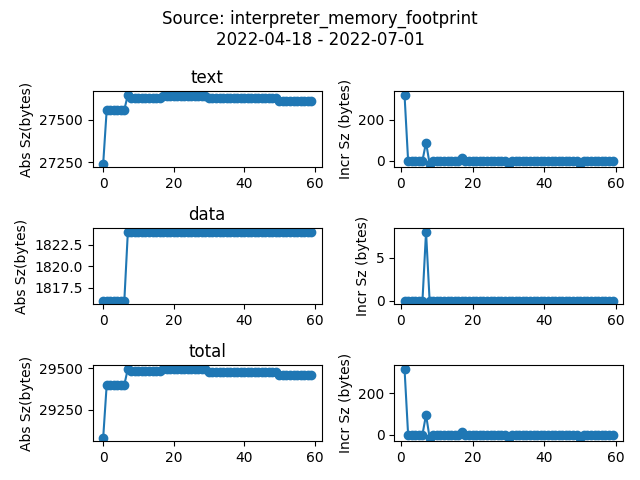 Source: interpreter_memory_footprint
2022-04-18 - 2022-07-01
text
Abs Sz(bytes)
27500
27250
0 20 40 60
Incr Sz (bytes)
200
0
0 20 40 60
data
Abs Sz(bytes)
1822.5
1820.0
1817.5
0 20 40 60
Incr Sz (bytes)
5
0
0 20 40 60
total
Abs Sz(bytes)
29500
29250
0 20 40 60
Incr Sz (bytes)
200
0
0 20 40 60